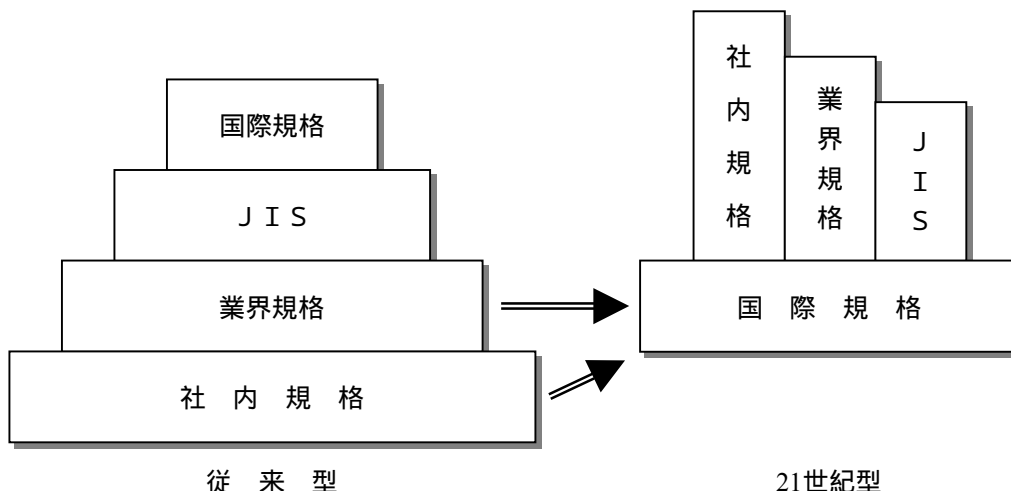 国際規格
ＪＩＳ
業界規格
社　内　規　格
従　来　型
社内規格
業界規格
ＪＩＳ
国　際　規　格
21世紀型